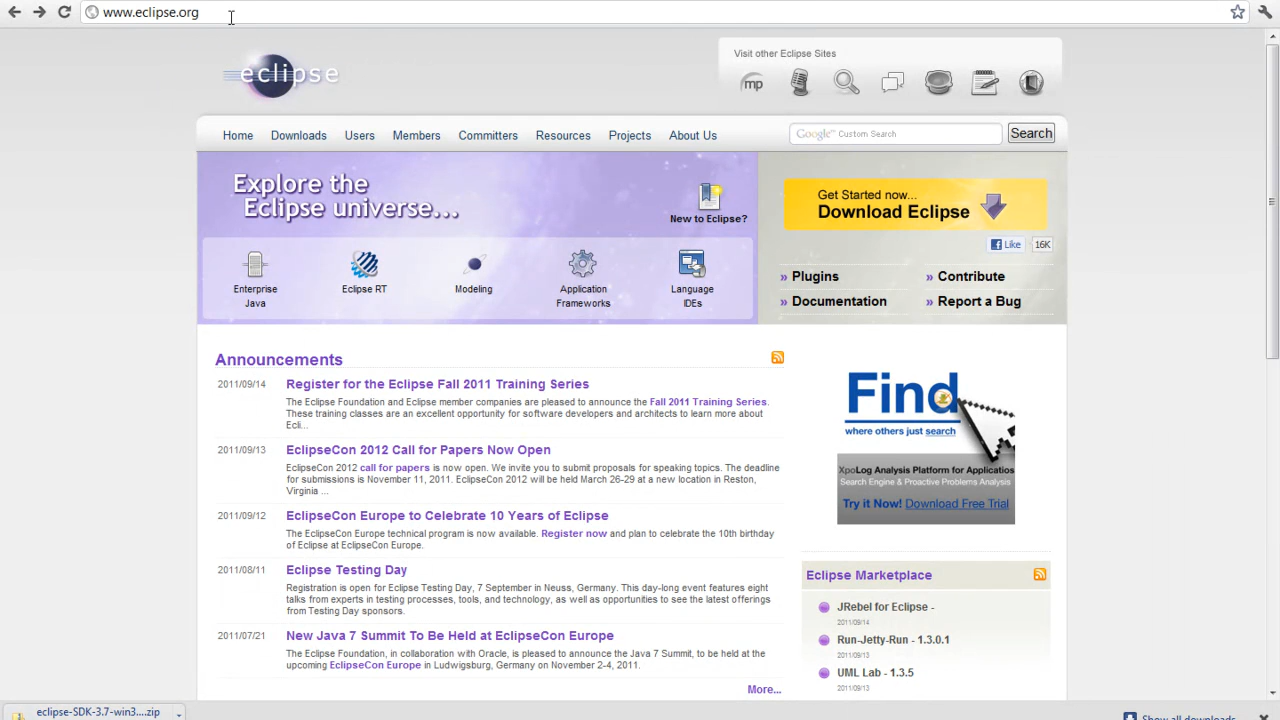 www.eclipse.org
eclipse
Visit other Eclipse Sites
mp
Home Downloads Users Members Committers Resources Projects About Us
Google™ Custom Search
Search
Explore the
Eclipse universe...
New to Eclipse?
Enterprise
Java
Eclipse RT
Modeling
Application
Frameworks
Language
IDEs
Get Started now...
Download Eclipse
Like 16K
» Plugins
» Contribute
» Documentation
» Report a Bug
Announcements
2011/09/14 Register for the Eclipse Fall 2011 Training Series
The Eclipse Foundation and Eclipse member companies are pleased to announce the Fall 2011 Training Series.
These training classes are an excellent opportunity for software developers and architects to learn more about
Ecli...
2011/09/13 EclipseCon 2012 Call for Papers Now Open
EclipseCon 2012 call for papers is now open. We invite you to submit proposals for speaking topics. The deadline
for submissions is November 11, 2011. EclipseCon 2012 will be held March 26-29 at a new location in Reston,
Virginia ...
2011/09/12 EclipseCon Europe to Celebrate 10 Years of Eclipse
The EclipseCon Europe technical program is now available. Register now and plan to celebrate the 10th birthday
of Eclipse at EclipseCon Europe.
2011/08/11 Eclipse Testing Day
Registration is open for Eclipse Testing Day, 7 September in Neuss, Germany. This day-long event features eight
talks from experts in testing processes, tools, and technology, as well as opportunities to see the latest offerings
from Testing Day sponsors.
2011/07/21 New Java 7 Summit To Be Held at EclipseCon Europe
The Eclipse Foundation, in collaboration with Oracle, is pleased to announce the Java 7 Summit, to be held at the
upcoming EclipseCon Europe in Ludwigsburg, Germany on November 2-4, 2011.
More...
Find
where others just search
XpoLog Analysis Platform for Application
Search Engine & Proactive Problems Analysis
Try it Now! Download Free Trial
Eclipse Marketplace
JRebel for Eclipse -
2011/09/14
Run-Jetty-Run - 1.3.0.1
2011/09/13
UML Lab - 1.3.5
2011/09/13
eclipse-SDK-3.7-win3....zip
Show all downloads